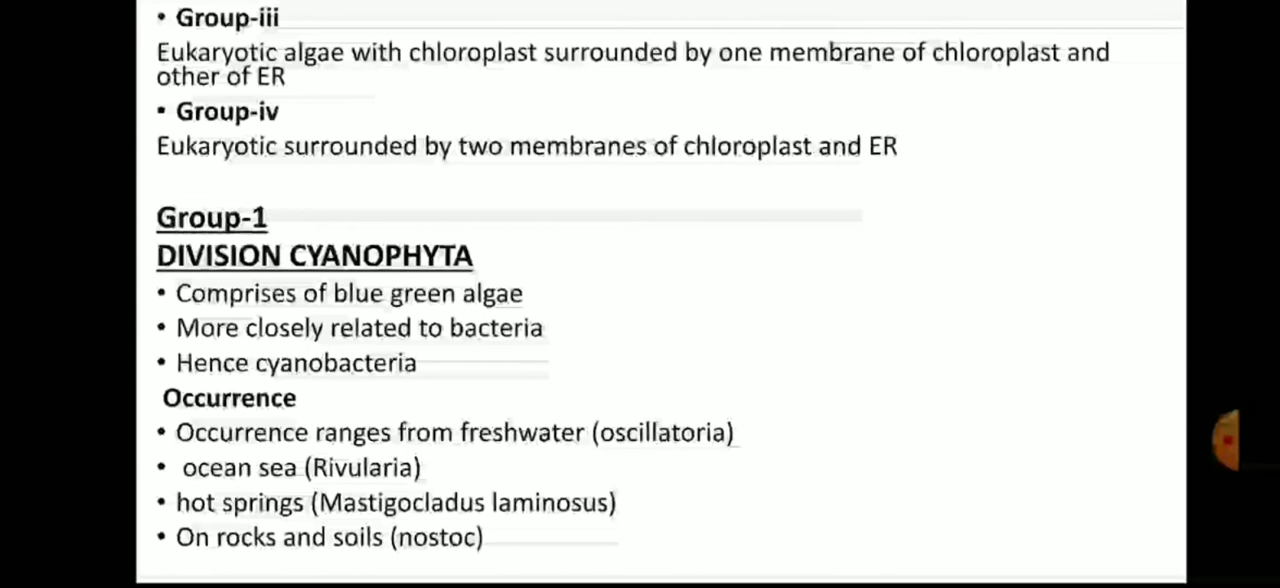 • Group-iii
Eukaryotic algae with chloroplast surrounded by one membrane of chloroplast and
other of ER
• Group-iv
Eukaryotic surrounded by two membranes of chloroplast and ER
Group-1
DIVISION CYANOPHYTA
• Comprises of blue green algae
• More closely related to bacteria
• Hence cyanobacteria
Occurrence
• Occurrence ranges from freshwater (oscillatoria)
• ocean sea (Rivularia)
• hot springs (Mastigocladus laminosus)
• On rocks and soils (nostoc)